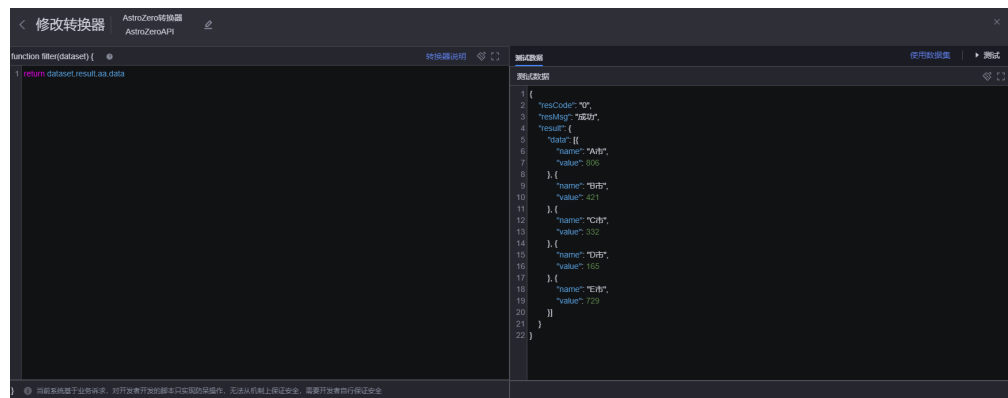 修改转换器
AstroZero转换器
AstroZeroAPI
function filter(dataset) {
转换器说明
1 return dataset.result.aa.data
} 当前系统基于业务诉求，对开发者开发的脚本只实现防呆操作，无法从机制上保证安全，需要开发者自行保证安全
测试数据
使用数据集
测试
测试数据
1 {
2 "resCode": "0",
3 "resMsg": "成功",
4 "result": {
5 "data": [{
6 "name": "A市",
7 "value": 806
8 }, {
9 "name": "B市",
10 "value": 421
11 }, {
12 "name": "C市",
13 "value": 332
14 }, {
15 "name": "D市",
16 "value": 165
17 }, {
18 "name": "E市",
19 "value": 729
20 }]
21 }
22 }